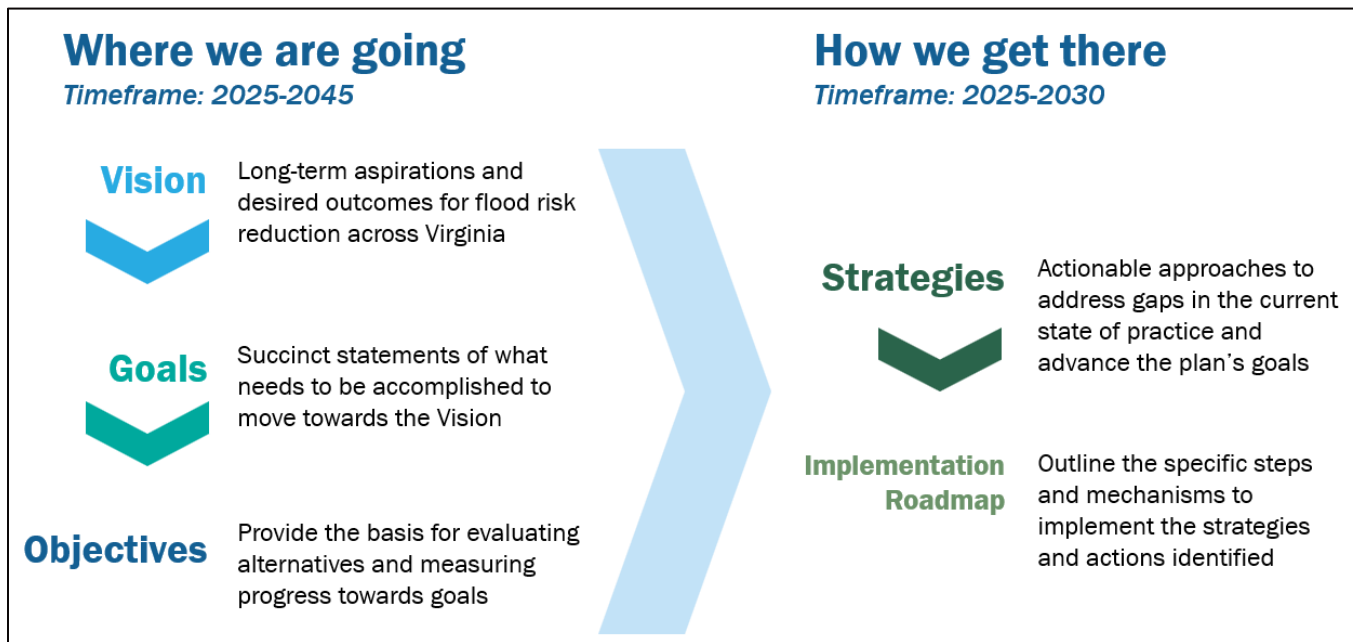 Where we are going
Timeframe: 2025-2045
Vision
Long-term aspirations and
desired outcomes for flood risk
reduction across Virginia
Goals
Succinct statements of what
needs to be accomplished to
move towards the Vision
Objectives
Provide the basis for evaluating
alternatives and measuring
progress towards goals
How we get there
Timeframe: 2025-2030
Strategies
Actionable approaches to
address gaps in the current
state of practice and
advance the plan's goals
Implementation
Roadmap
Outline the specific steps
and mechanisms to
implement the strategies
and actions identified